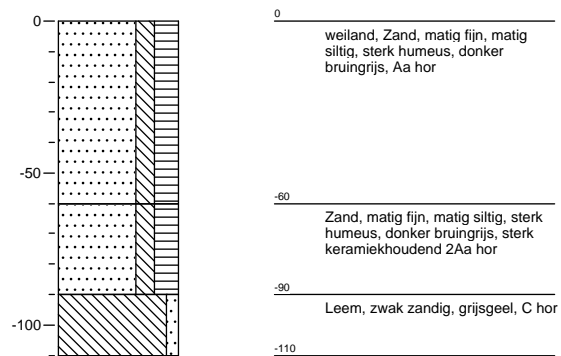 0
-50
-100
0
weiland, Zand, matig fijn, matig
siltig, sterk humeus, donker
bruingrijs, Aa hor
-60
Zand, matig fijn, matig siltig, sterk
humeus, donker bruingrijs, sterk
keramiekhoudend 2Aa hor
-90
Leem, zwak zandig, grijsgeel, C hor
-110